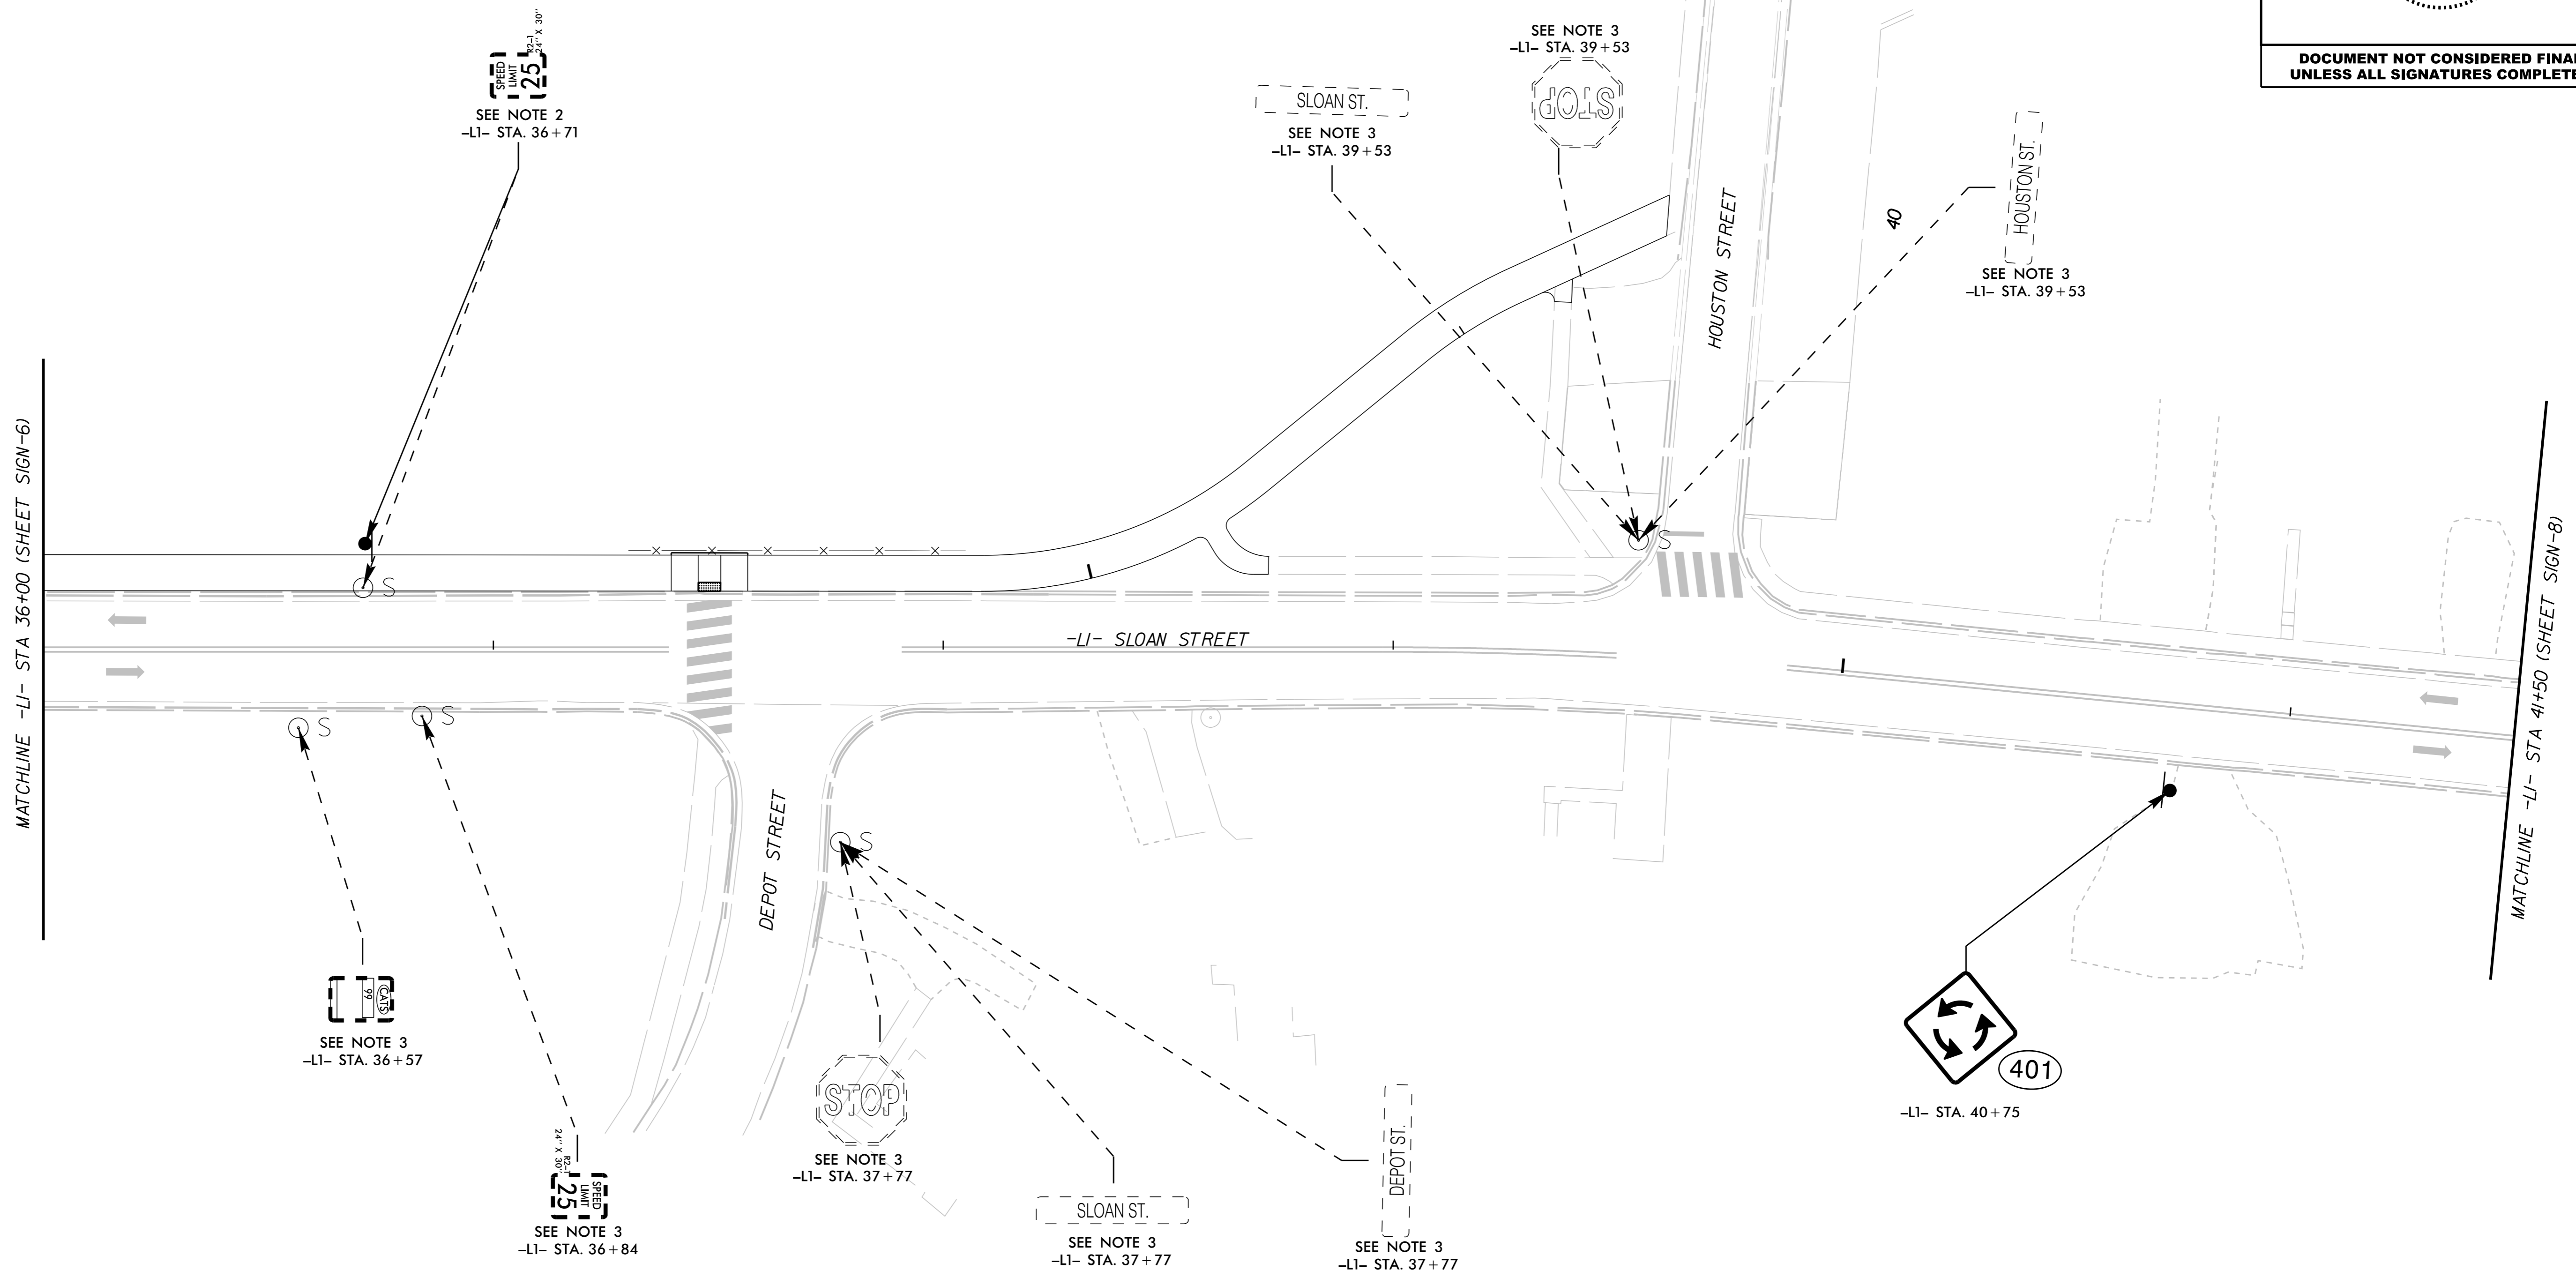 DOCUMENT NOT CONSIDERED FINAL
UNLESS ALL SIGNATURES COMPLETE
SPEED
LIMIT
25
R2-1
24" X 30"
SEE NOTE 2
-L1- STA. 36+71
SLOAN ST.
SEE NOTE 3
-L1- STA. 39+53
SEE NOTE 3
-L1- STA. 39+53
STOP
HOUSTON ST.
SEE NOTE 3
-L1- STA. 39+53
40
HOUSTON STREET
MATCHLINE -L1- STA 36+00 (SHEET SIGN-6)
S
S
-L1- SLOAN STREET
S
S
MATCHLINE -L1- STA 41+50 (SHEET SIGN-8)
DEPOT STREET
S
CATS
99
SEE NOTE 3
-L1- STA. 36+57
SPEED
LIMIT
25
R2-1
24" X 30"
SEE NOTE 3
-L1- STA. 36+84
STOP
SEE NOTE 3
-L1- STA. 37+77
SLOAN ST.
SEE NOTE 3
-L1- STA. 37+77
DEPOT ST.
SEE NOTE 3
-L1- STA. 37+77
401
-L1- STA. 40+75